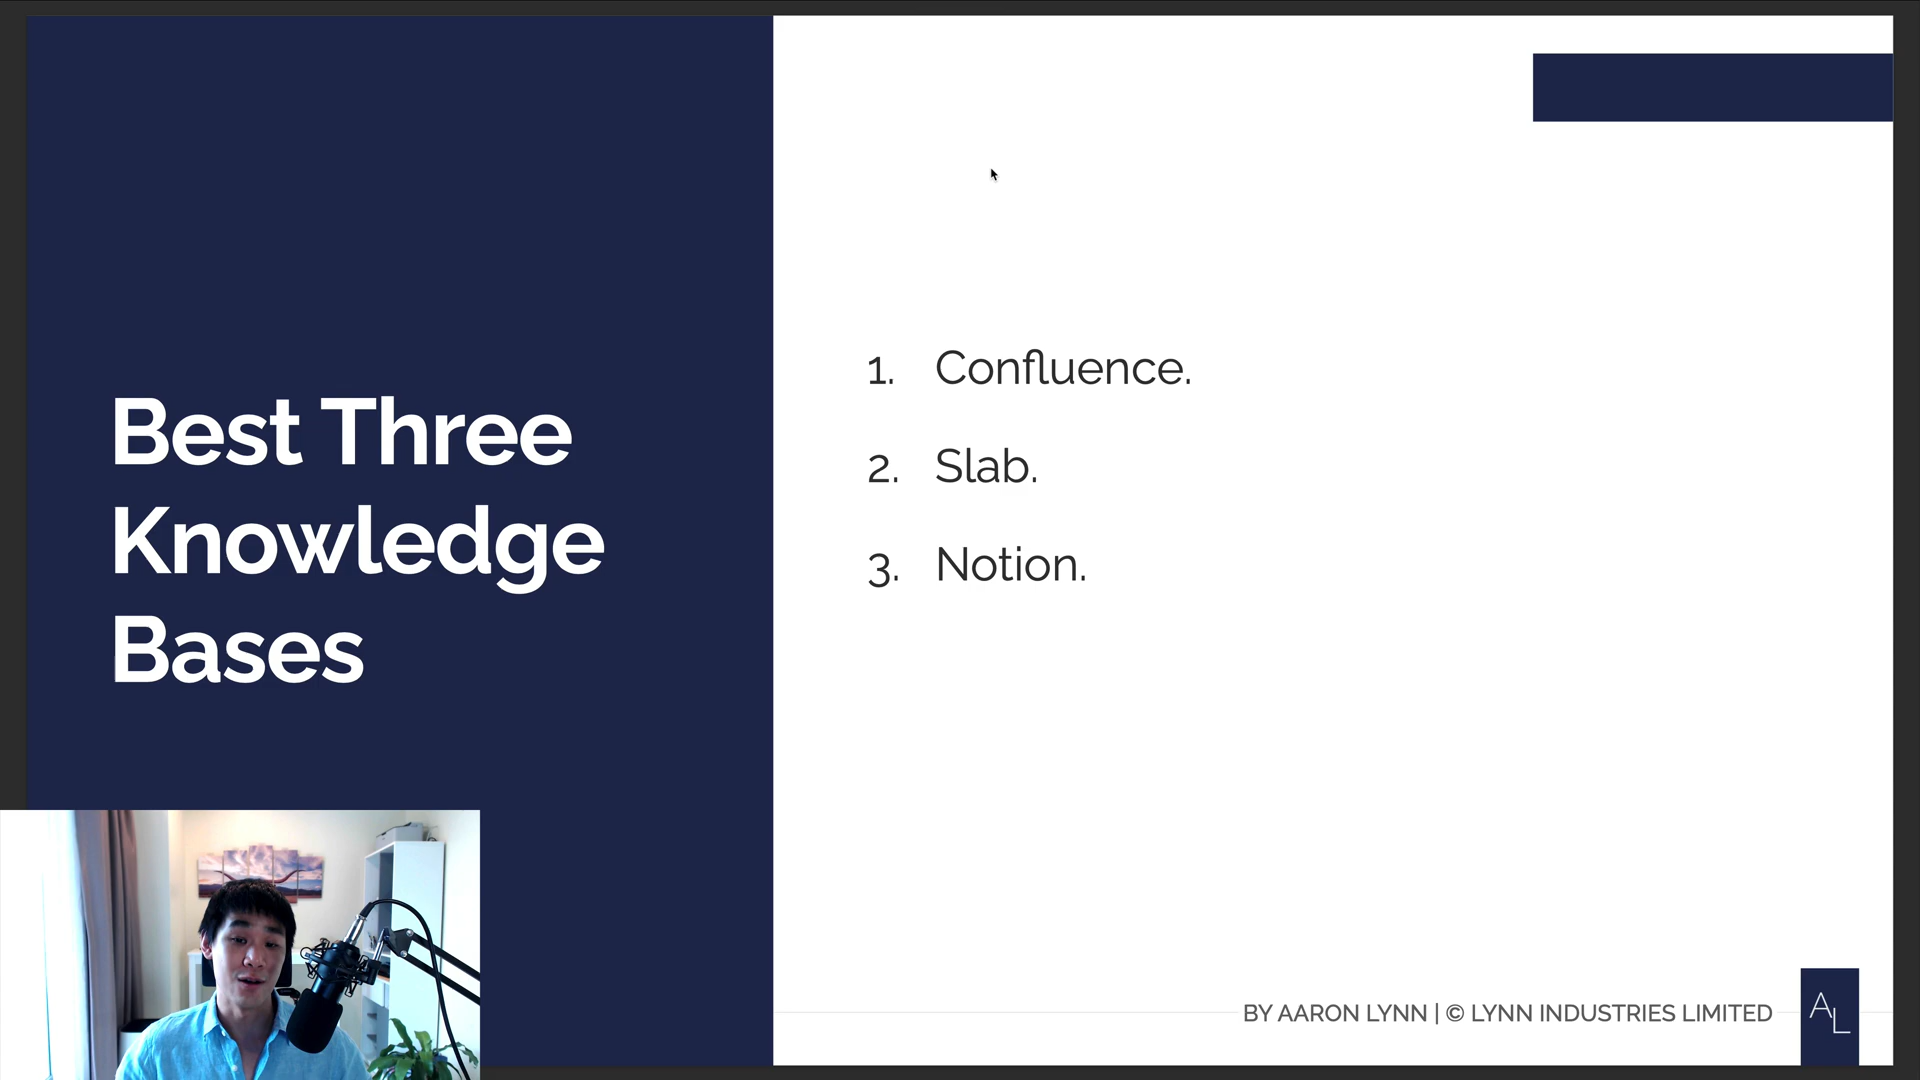 Best Three
Knowledge
Bases
1. Confluence.
2. Slab.
3. Notion.
BY AARON LYNN | © LYNN INDUSTRIES LIMITED
AL